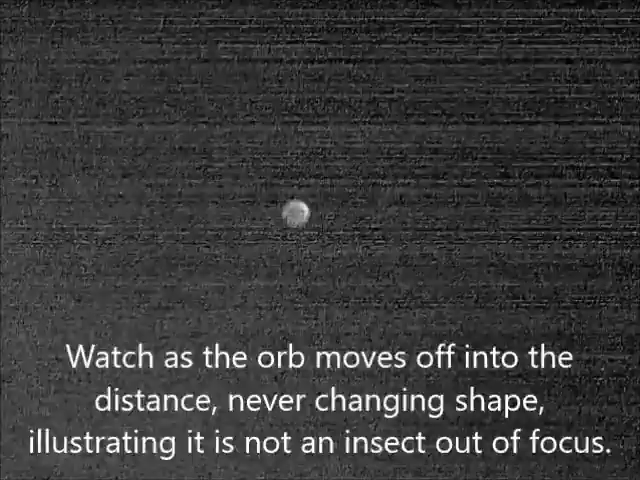 Watch as the orb moves off into the
distance, never changing shape,
illustrating it is not an insect out of focus.